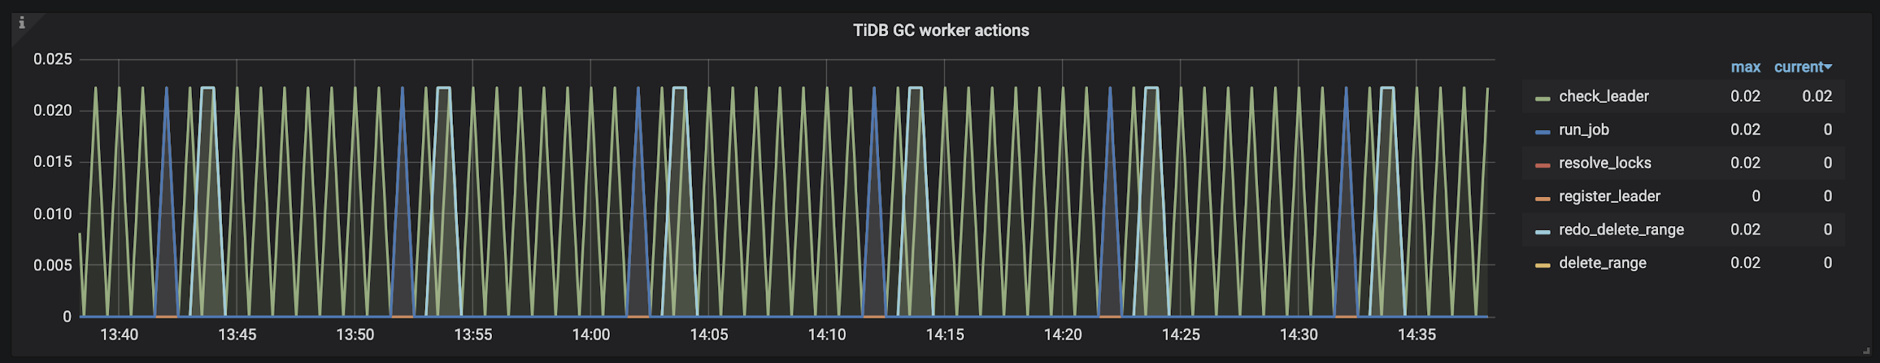 i
TiDB GC worker actions
0.025
0.020
0.015
0.010
0.005
0
13:40 13:45 13:50 13:55 14:00 14:05 14:10 14:15 14:20 14:25 14:30 14:35
max current
check_leader 0.02 0.02
run_job 0.02 0
resolve_locks 0.02 0
register_leader 0 0
redo_delete_range 0.02 0
delete_range 0.02 0